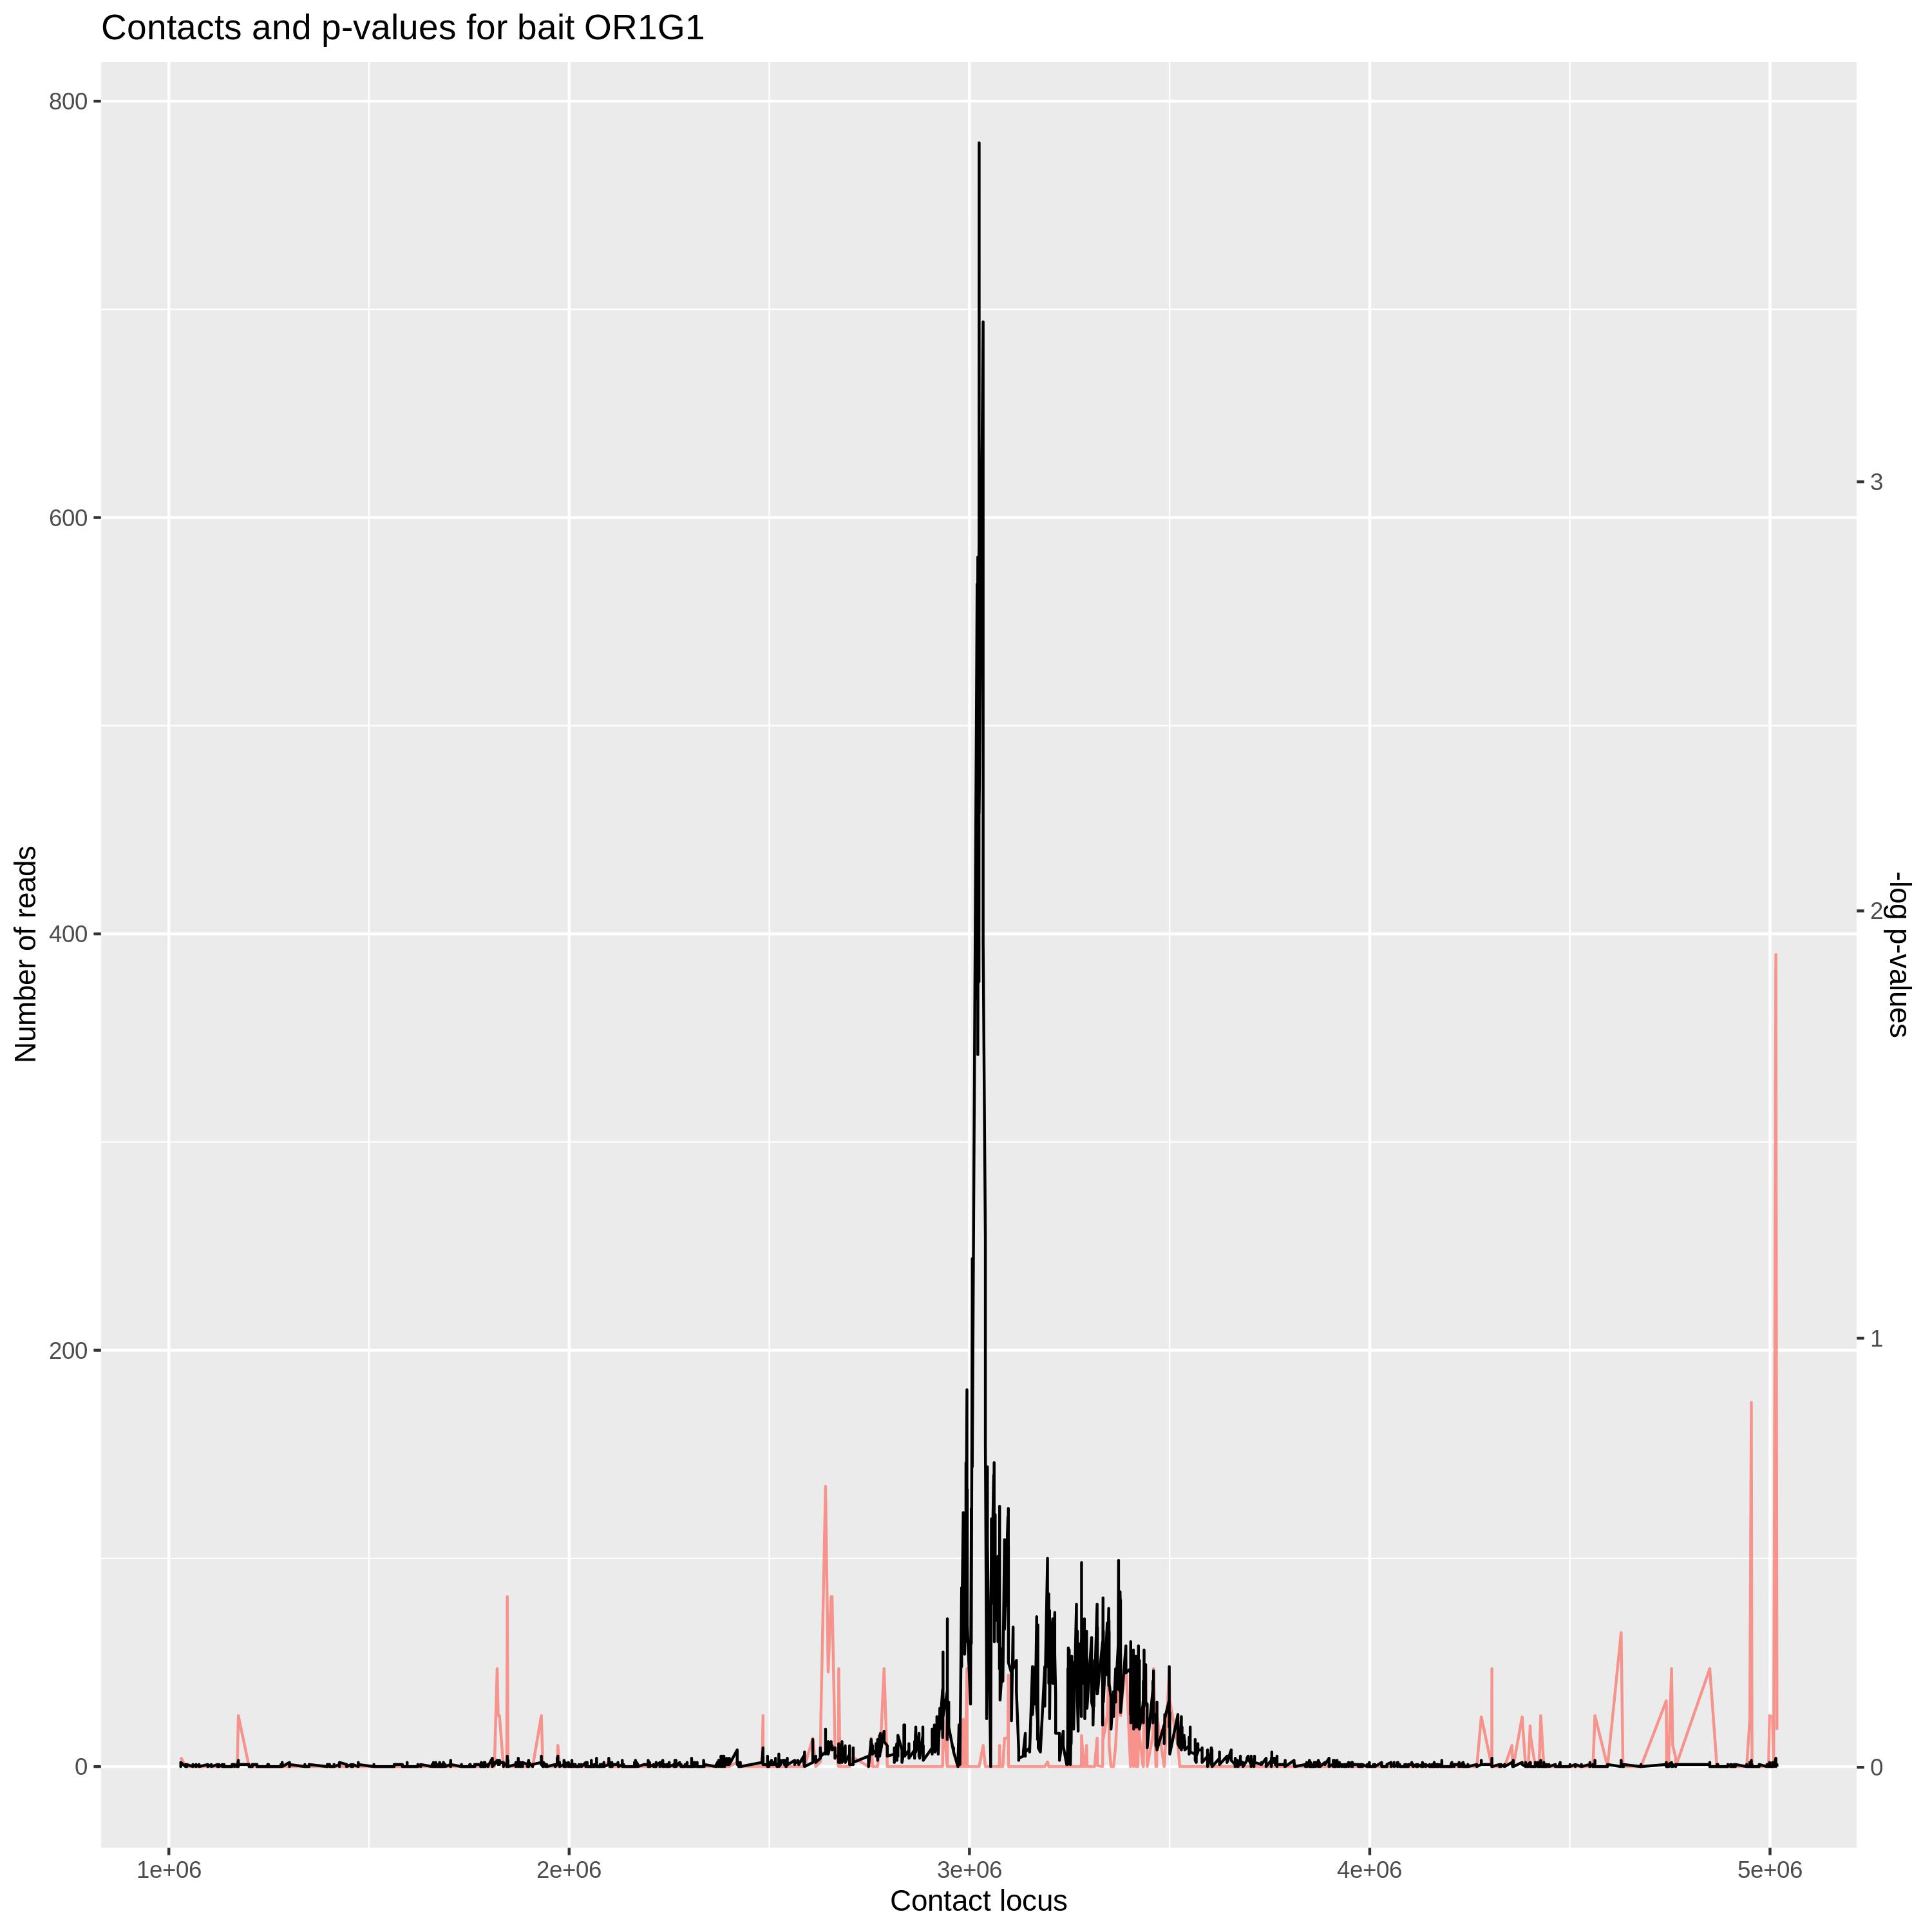 Contacts and p-values for bait OR1G1
800
600
400
200
0
Number of reads
3
2
1
0
-log p-values
1e+06
2e+06
3e+06
4e+06
5e+06
Contact locus